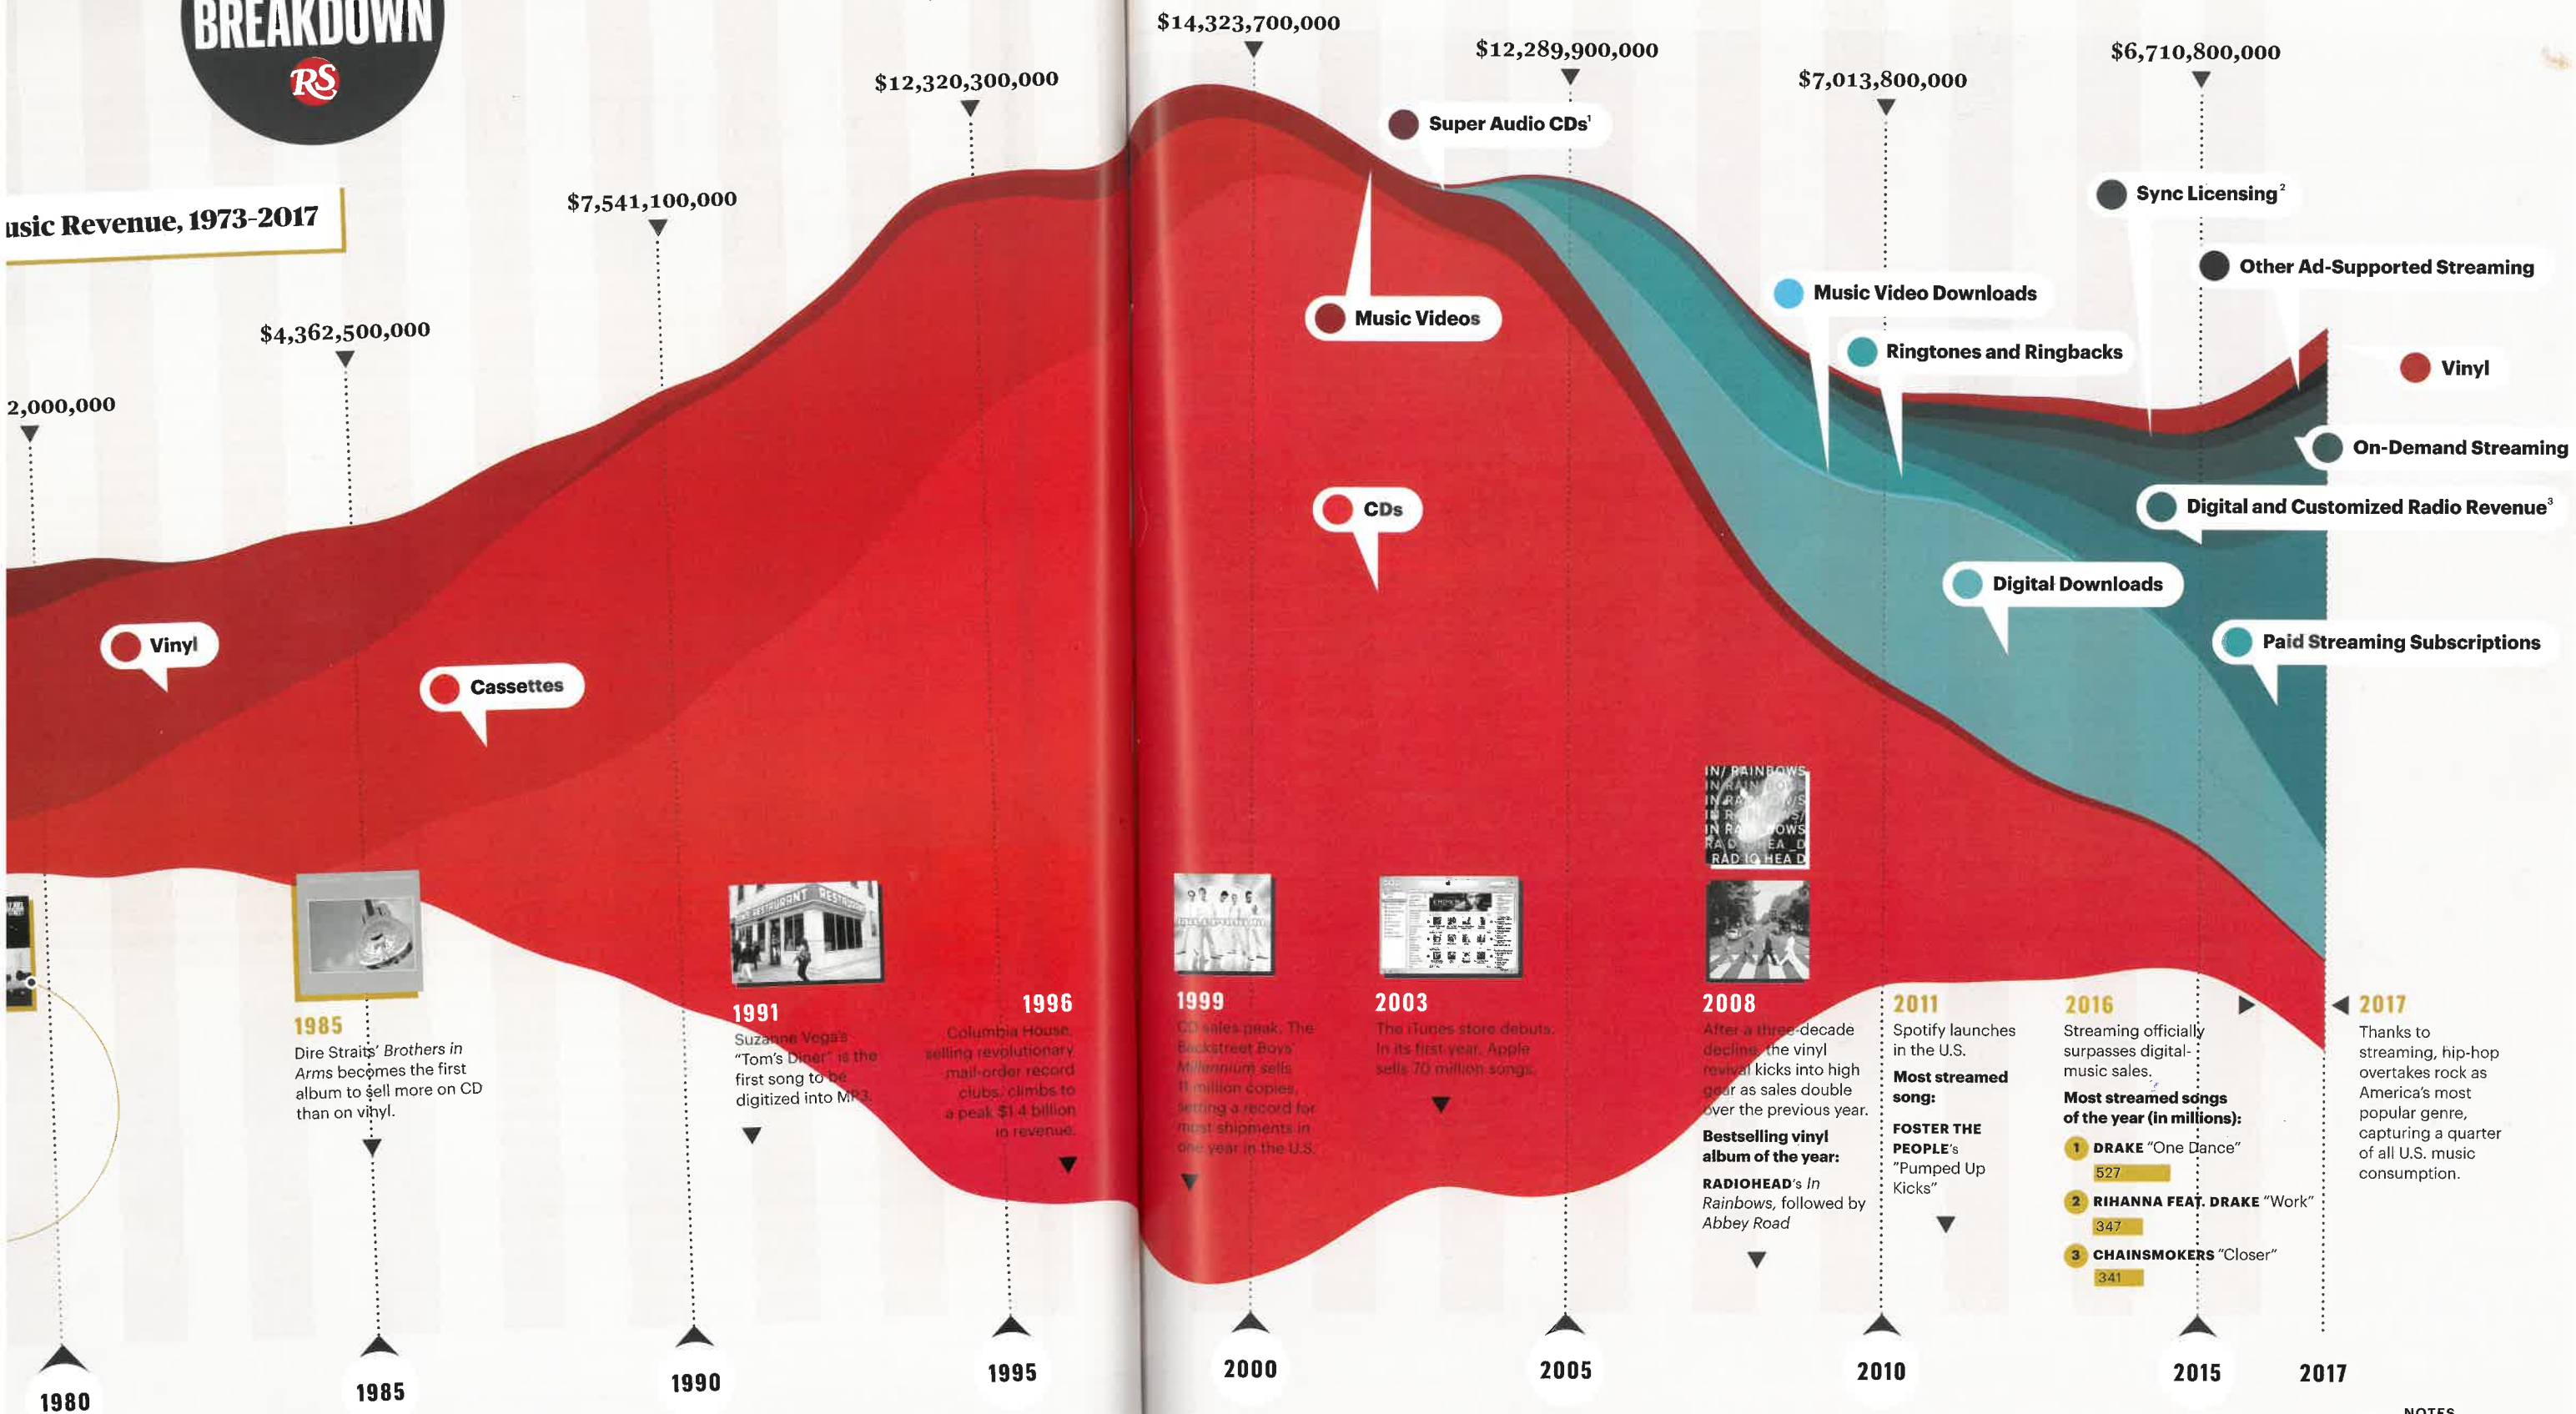 BREAKDOWN
RS
usic Revenue, 1973-2017
2,000,000
$4,362,500,000
$7,541,100,000
$12,320,300,000
$14,323,700,000
$12,289,900,000
$7,013,800,000
$6,710,800,000
Super Audio CDs¹
Sync Licensing²
Other Ad-Supported Streaming
Music Videos
Music Video Downloads
Ringtones and Ringbacks
Vinyl
On-Demand Streaming
CDs
Digital and Customized Radio Revenue³
Digital Downloads
Paid Streaming Subscriptions
Vinyl
Cassettes
1985
Dire Straits' Brothers in
Arms becomes the first
album to sell more on CD
than on vinyl.
RESTAURANT
1991
Suzanne Vega's
"Tom's Diner" is the
first song to be
digitized into MP3.
1996
Columbia House,
selling revolutionary
mail-order record
clubs, climbs to
a peak $1.4 billion
in revenue.
1999
CD sales peak. The
Backstreet Boys'
Millennium sells
11 million copies,
setting a record for
most shipments in
one year in the U.S.
2003
The iTunes store debuts.
In its first year, Apple
sells 70 million songs.
IN/ RAINBOWS
RAD IO HEA D
2008
After a three-decade
decline, the vinyl
revival kicks into high
gear as sales double
over the previous year.
Bestselling vinyl
album of the year:
RADIOHEAD's In
Rainbows, followed by
Abbey Road
2011
Spotify launches
in the U.S.
Most streamed
song:
FOSTER THE
PEOPLE's
"Pumped Up
Kicks"
2016
Streaming officially
surpasses digital-
music sales.
Most streamed songs
of the year (in millions):
1 DRAKE "One Dance"
527
2 RIHANNA FEAT. DRAKE "Work"
347
3 CHAINSMOKERS "Closer"
341
2017
Thanks to
streaming, hip-hop
overtakes rock as
America's most
popular genre,
capturing a quarter
of all U.S. music
consumption.
1980
1985
1990
1995
2000
2005
2010
2015
2017
NOTES